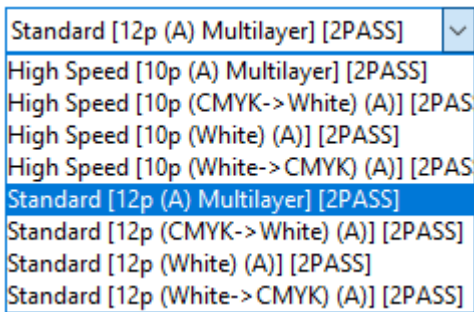 Standard [12p (A) Multilayer] [2PASS]
High Speed [10p (A) Multilayer] [2PASS]
High Speed [10p (CMYK->White) (A)] [2PAS
High Speed [10p (White) (A)] [2PASS]
High Speed [10p (White->CMYK) (A)] [2PAS
Standard [12p (A) Multilayer] [2PASS]
Standard [12p (CMYK->White) (A)] [2PASS]
Standard [12p (White) (A)] [2PASS]
Standard [12p (White->CMYK) (A)] [2PASS]